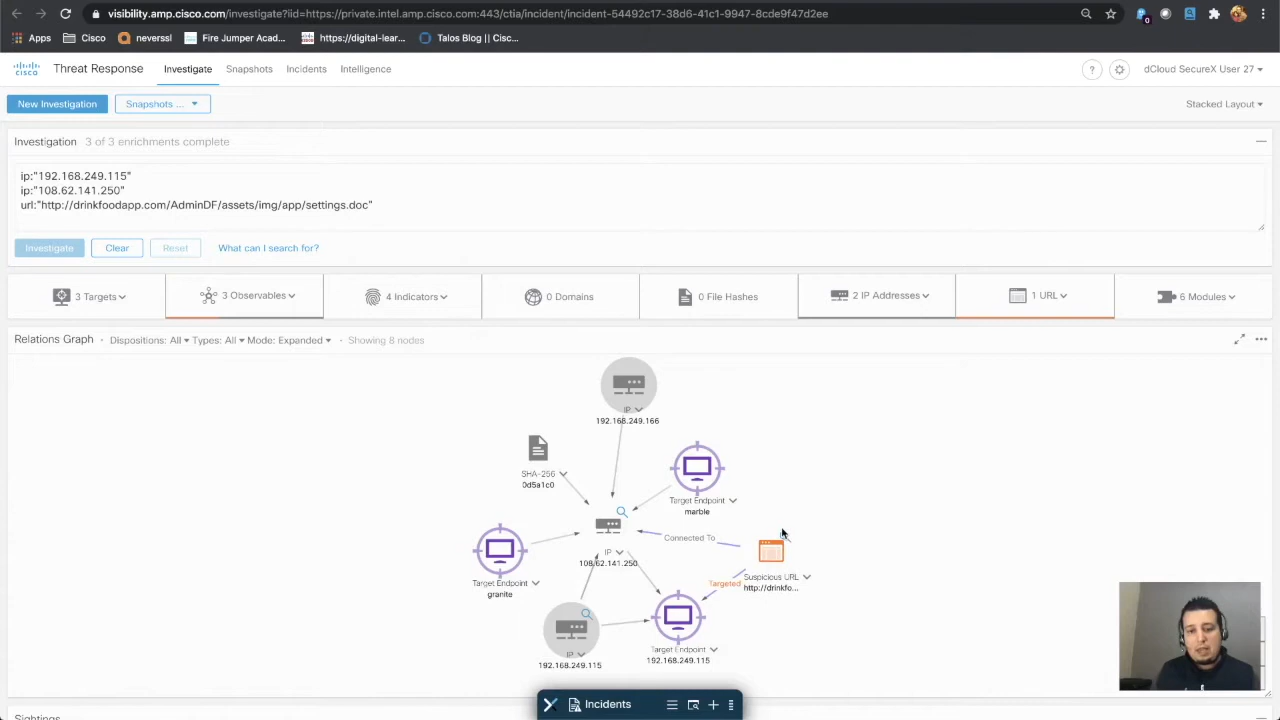 visibility.amp.cisco.com/investigate?iid=https://private.intel.amp.cisco.com:443/ctia/incident/incident-54492c17-38d6-41c1-9947-8cde9f47d2ee
Apps Cisco neverssl Fire Jumper Acad... https://digital-lear... Talos Blog || Cisc...
cisco Threat Response Investigate Snapshots Incidents Intelligence ? dCloud SecureX User 27
New Investigation Snapshots ... Stacked Layout
Investigation 3 of 3 enrichments complete
ip:"192.168.249.115"
ip:"108.62.141.250"
url:"http://drinkfoodapp.com/AdminDF/assets/img/app/settings.doc"
Investigate Clear Reset What can I search for?
3 Targets 3 Observables 4 Indicators 0 Domains 0 File Hashes 2 IP Addresses 1 URL 6 Modules
Relations Graph · Dispositions: All Types: All Mode: Expanded · Showing 8 nodes
IP
192.168.249.166
SHA-256
0d5a1c0
Target Endpoint
marble
Connected To
IP
108.62.141.250
Target Endpoint
granite
Suspicious URL
http://drinkfo...
Targeted
Target Endpoint
192.168.249.115
IP
192.168.249.115
Incidents
Sightings